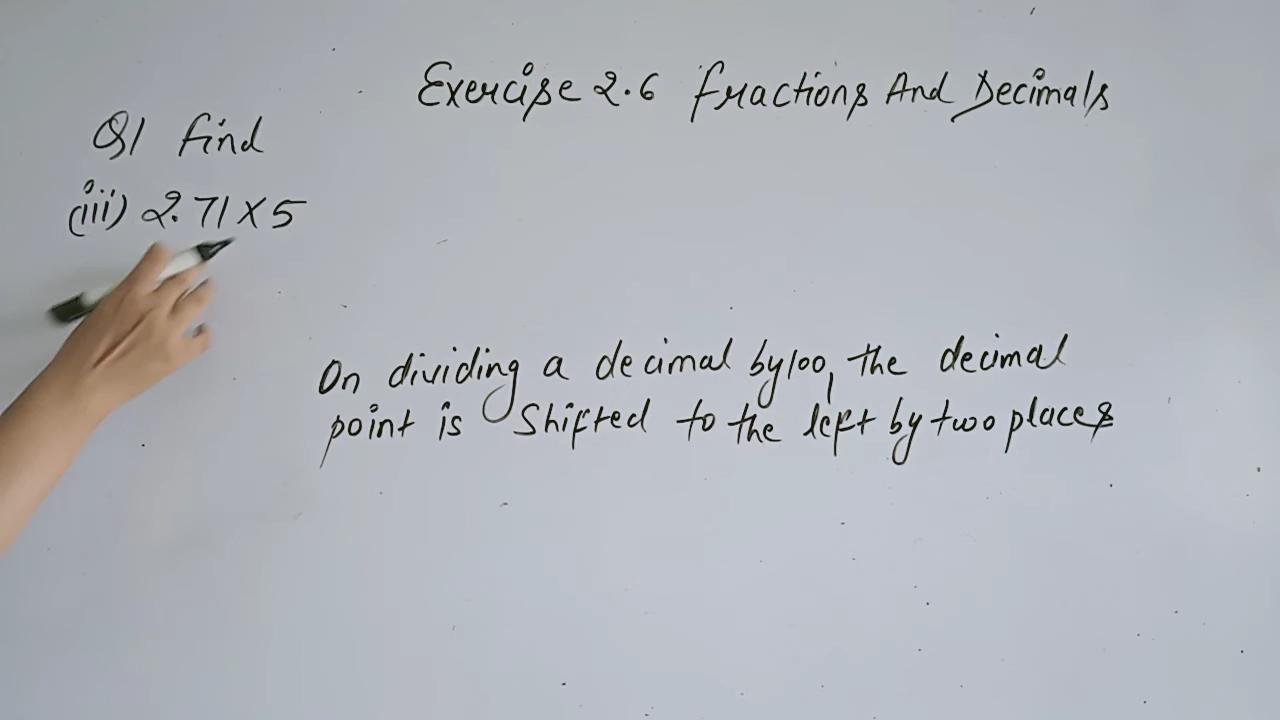 Exercise 2.6 Fractions And Decimals
Q1 Find
(iii) 2.71 × 5
On dividing a decimal by 100, the decimal
point is Shifted to the left by two places